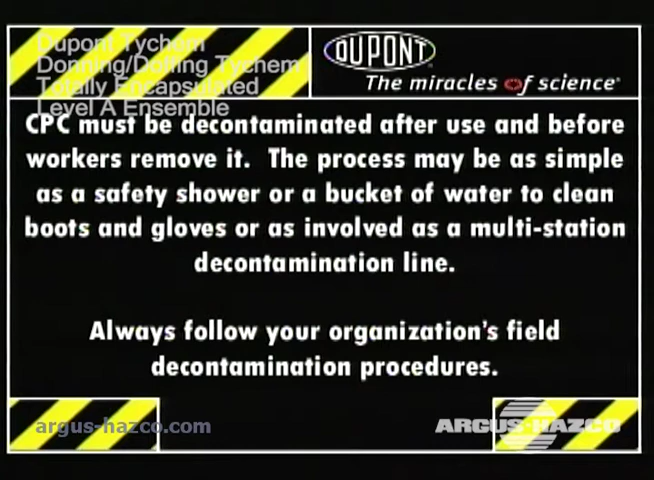 Dupont Tychem
Donning/Doffing Tychem
Totally Encapsulated
Level A Ensemble
DUPONT
The miracles of science
CPC must be decontaminated after use and before
workers remove it. The process may be as simple
as a safety shower or a bucket of water to clean
boots and gloves or as involved as a multi-station
decontamination line.
Always follow your organization's field
decontamination procedures.
argus-hazco.com
ARGUS-HAZCO